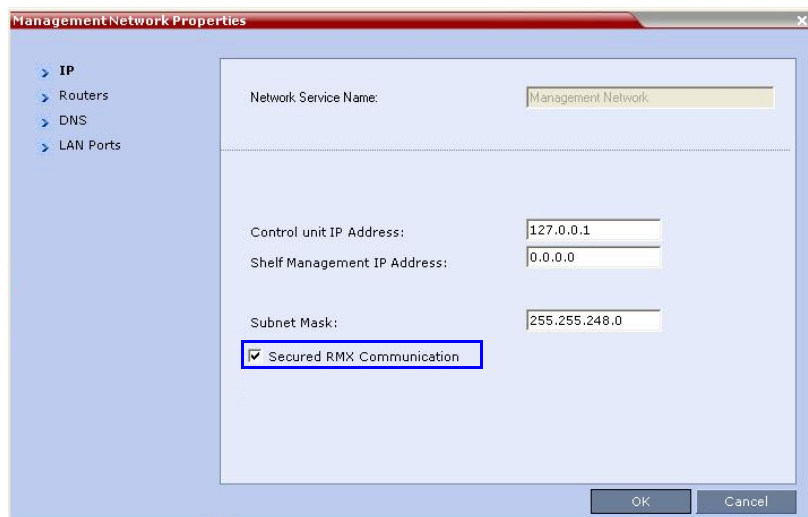 Management Network Properties
IP
Routers
DNS
LAN Ports
Network Service Name: Management Network
Control unit IP Address: 127.0.0.1
Shelf Management IP Address: 0.0.0.0
Subnet Mask: 255.255.248.0
Secured RMX Communication
OK Cancel